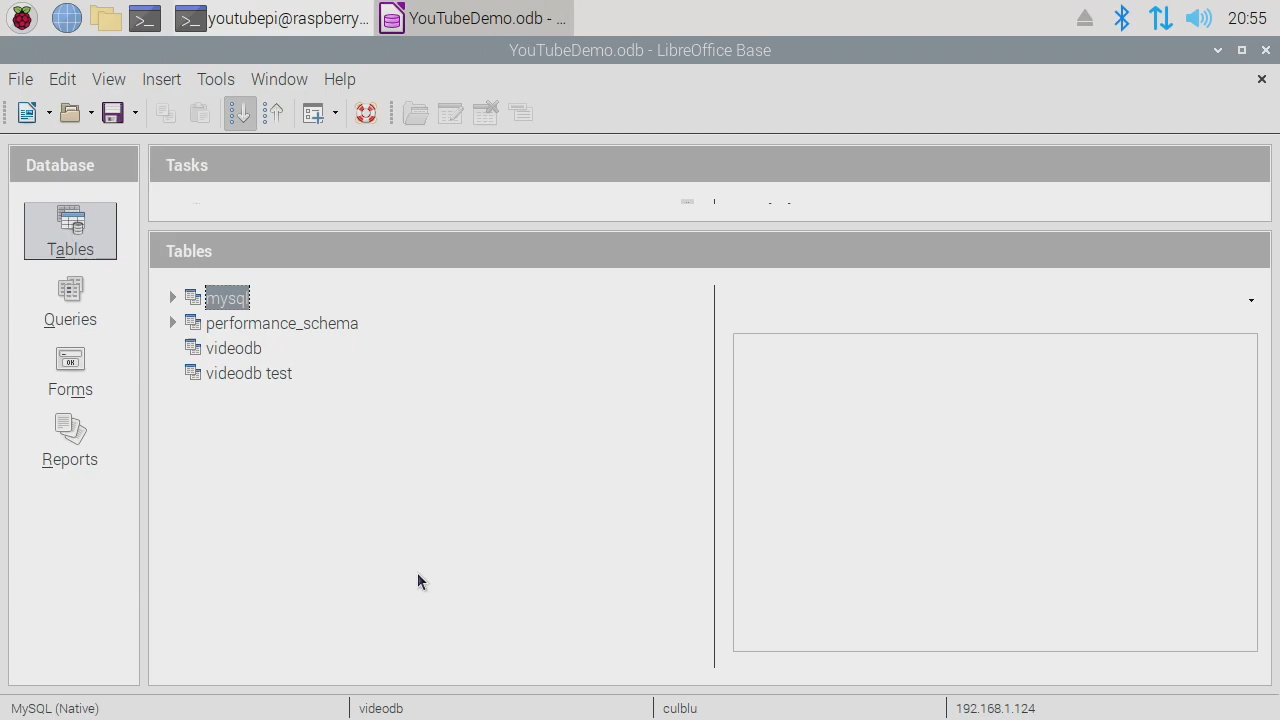 youtubepi@raspberry...
YouTubeDemo.odb - ...
20:55
YouTubeDemo.odb - LibreOffice Base
File Edit View Insert Tools Window Help
Database
Tables
Queries
Forms
Reports
Tasks
Tables
mysql
performance_schema
videodb
videodb test
MySQL (Native)
videodb
culblu
192.168.1.124